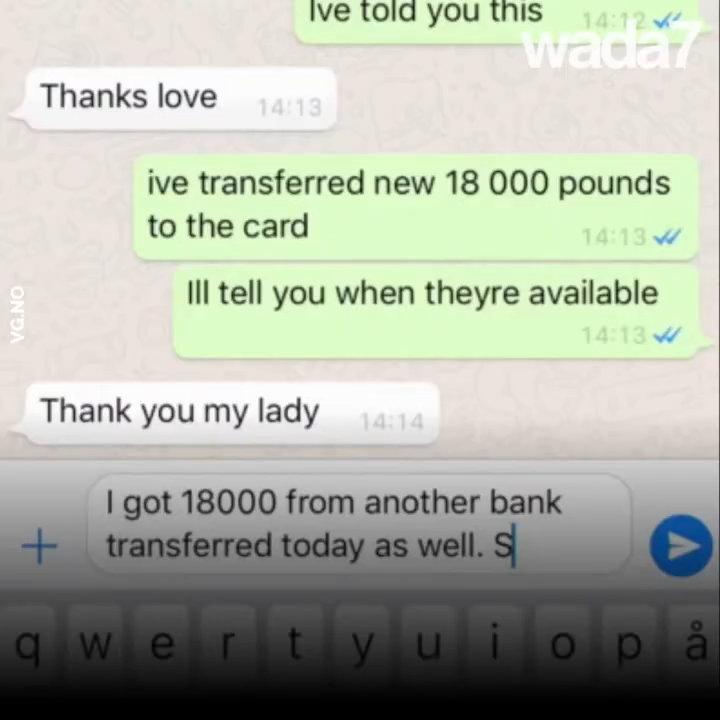 Ive told you this 14:12
wada7
Thanks love 14:13
ive transferred new 18 000 pounds
to the card 14:13
Ill tell you when theyre available
14:13
VG.NO
Thank you my lady 14:14
I got 18000 from another bank
transferred today as well. S
q w e r t y u i o p å